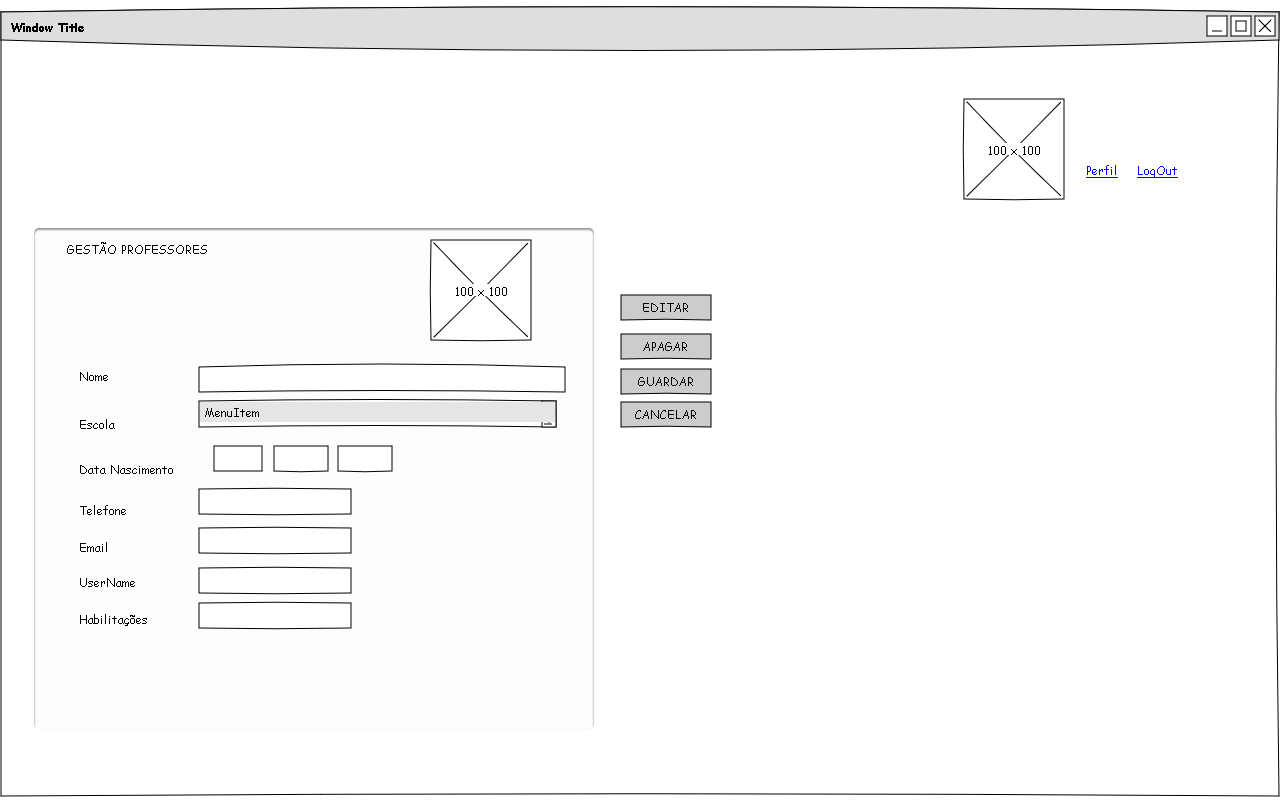 Window Title
100 × 100
Perfil LogOut
GESTÃO PROFESSORES
100 × 100
Nome
Escola
MenuItem
Data Nascimento
Telefone
Email
UserName
Habilitações
EDITAR
APAGAR
GUARDAR
CANCELAR